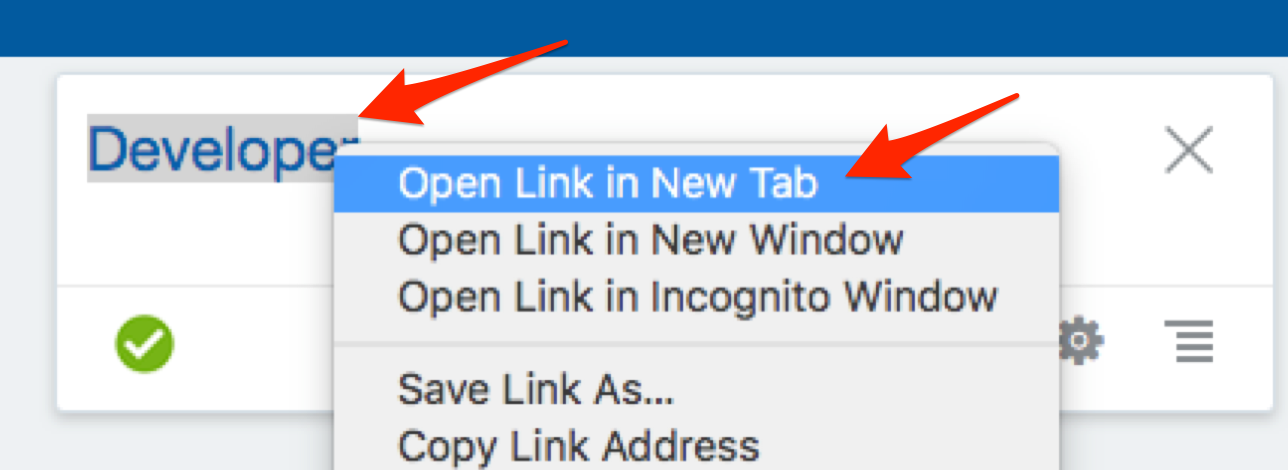 Developer
Open Link in New Tab
Open Link in New Window
Open Link in Incognito Window
Save Link As...
Copy Link Address